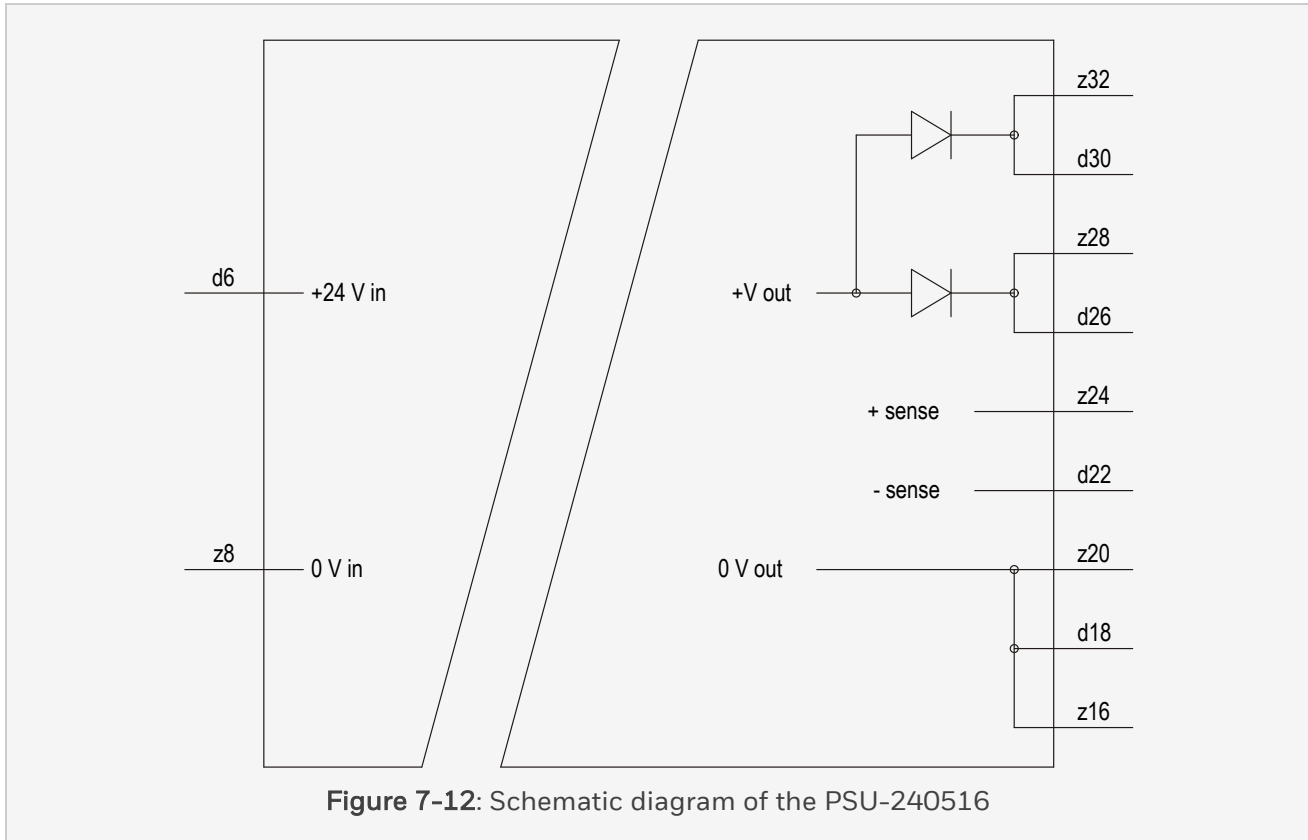 z32
d30
z28
d6
+24 V in
+V out
d26
z24
+ sense
d22
- sense
z8
0 V in
0 V out
z20
d18
z16
Figure 7-12: Schematic diagram of the PSU-240516